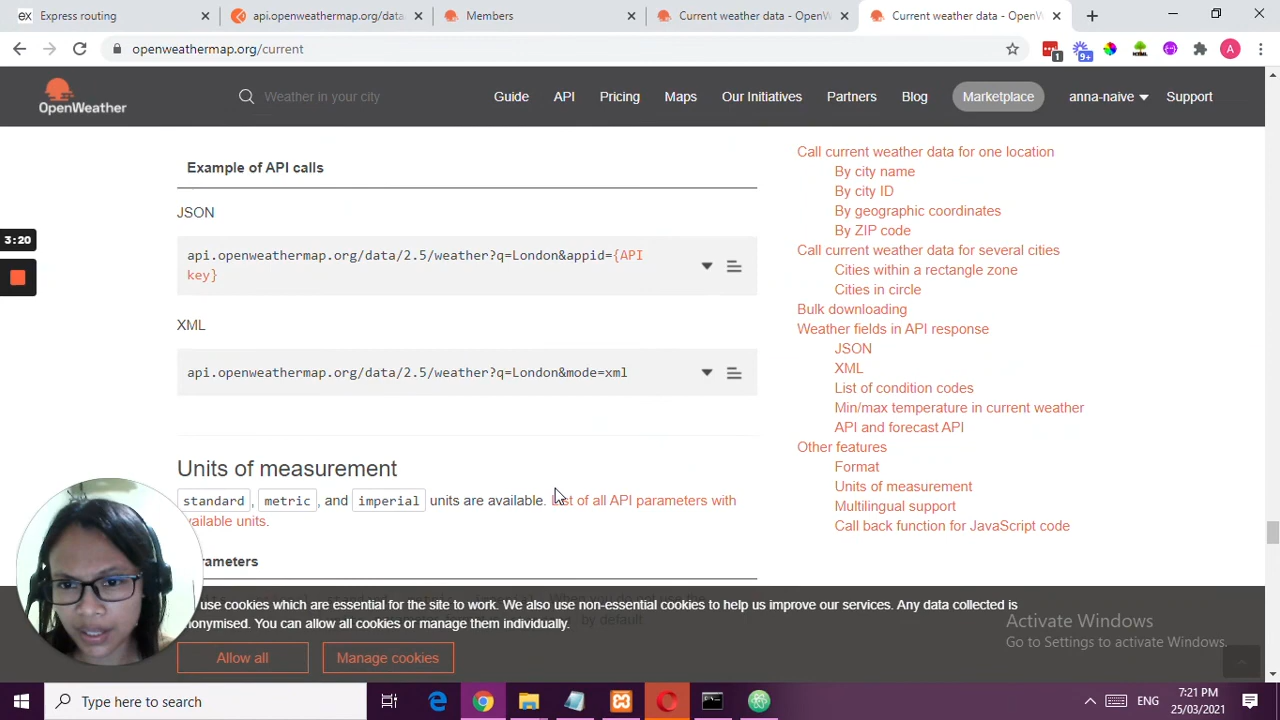 Express routing
api.openweathermap.org/data.
Members
Current weather data - OpenW
Current weather data - OpenW
openweathermap.org/current
1
9+
A
OpenWeather
Weather in your city
Guide
API
Pricing
Maps
Our Initiatives
Partners
Blog
Marketplace
anna-naive
Support
Example of API calls
JSON
api.openweathermap.org/data/2.5/weather?q=London&appid={API
key}
XML
api.openweathermap.org/data/2.5/weather?q=London&mode=xml
Units of measurement
standard, metric, and imperial units are available. List of all API parameters with
available units.
rameters
Call current weather data for one location
By city name
By city ID
By geographic coordinates
By ZIP code
Call current weather data for several cities
Cities within a rectangle zone
Cities in circle
Bulk downloading
Weather fields in API response
JSON
XML
List of condition codes
Min/max temperature in current weather
API and forecast API
Other features
Format
Units of measurement
Multilingual support
Call back function for JavaScript code
3:20
use cookies which are essential for the site to work. We also use non-essential cookies to help us improve our services. Any data collected is
nonymised. You can allow all cookies or manage them individually.
Allow all
Manage cookies
Activate Windows
Go to Settings to activate Windows.
Type here to search
ENG
7:21 PM
25/03/2021